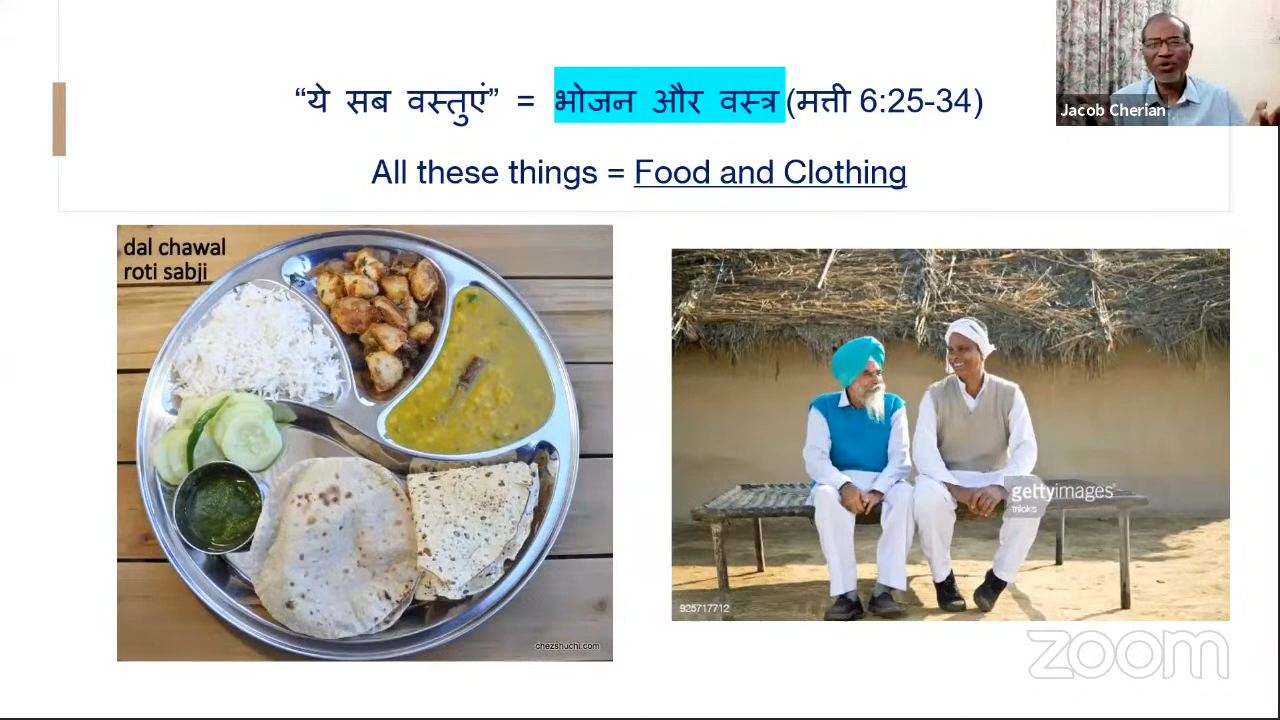 “ये सब वस्तुएं” = भोजन और वस्त्र (मत्ती 6:25-34)
All these things = Food and Clothing
Jacob Cherian
dal chawal
roti sabji
chezshuchi.com
gettyimages®
triloks
925717712
zoom